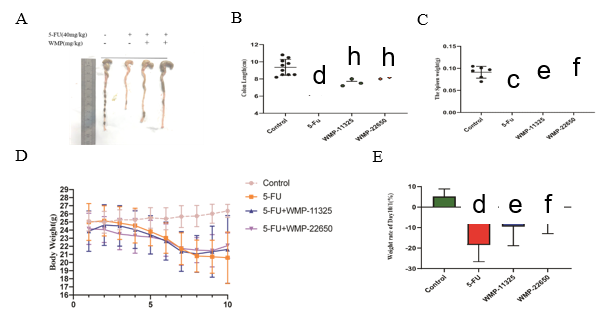 A
5-FU(40mg/kg) - + + +
WMP(mg/kg) - - + +
B
Colon Length(cm)
12
10
8
6
4
d
h
h
Control
5-Fu
WMP-11325
WMP-22650
C
The Spleen weight(g)
0.15
0.10
0.05
0.00
c
e
f
Control
5-Fu
WMP-11325
WMP-22650
D
Body Weight(g)
29
28
27
26
25
24
23
22
21
20
19
18
17
16
0
5
10
Control
5-FU
5-FU+WMP-11325
5-FU+WMP-22650
E
Weight rate of Day10/1(%)
10
0
-10
-20
-30
d
e
f
Control
5-FU
WMP-11325
WMP-22650